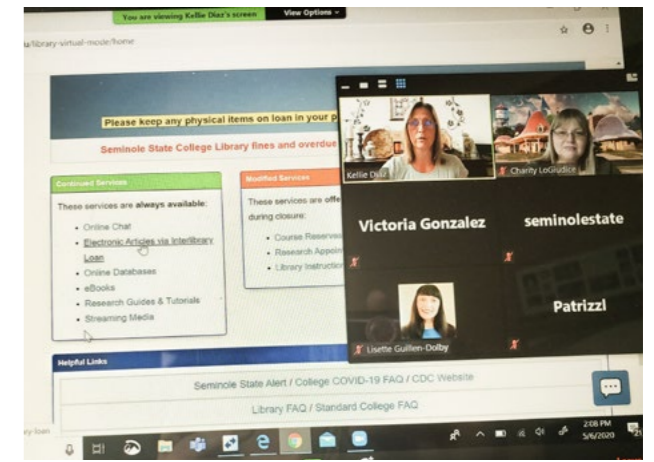 You are viewing Kellie Diaz's screen
View Options
/library-virtual-mode/home
Please keep any physical items on loan in your p
Seminole State College Library fines and overdue
Continued Services
These services are always available:
• Online Chat
• Electronic Articles via Interlibrary
Loan
• Online Databases
• eBooks
• Research Guides & Tutorials
• Streaming Media
Modified Services
These services are offe
during closure:
• Course Reserves
• Research Appoin
• Library Instruction
Kellie Diaz
Charity LoGiudice
Victoria Gonzalez
seminolestate
Lisette Guillen-Dolby
Patrizzl
Helpful Links
Seminole State Alert / College COVID-19 FAQ / CDC Website
Library FAQ / Standard College FAQ
ry-loan
2:08 PM
5/6/2020
21